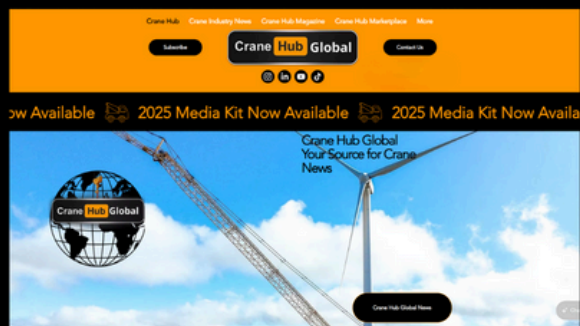 Crane Hub Crane Industry News Crane Hub Magazine Crane Hub Marketplace More
Subscribe
Crane Hub Global
Contact Us
ow Available 2025 Media Kit Now Available 2025 Media Kit Now Availa
Crane Hub Global
Your Source for Crane
News
Crane Hub Global
Crane Hub Global News